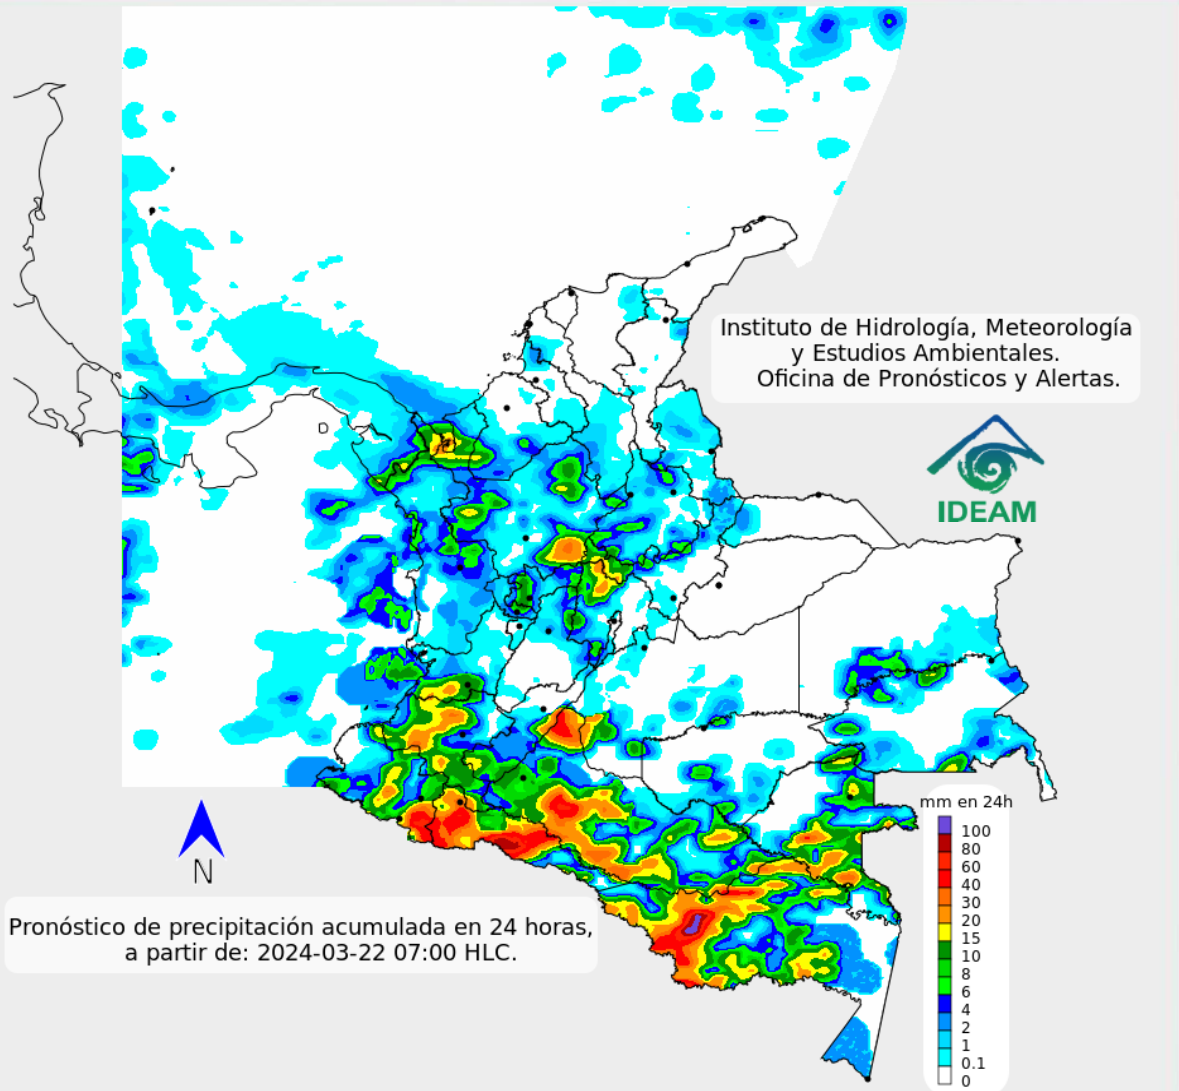 Instituto de Hidrología, Meteorología
y Estudios Ambientales.
Oficina de Pronósticos y Alertas.
IDEAM
mm en 24h
100
80
60
40
30
20
15
10
8
6
4
2
1
0.1
0
N
Pronóstico de precipitación acumulada en 24 horas,
a partir de: 2024-03-22 07:00 HLC.